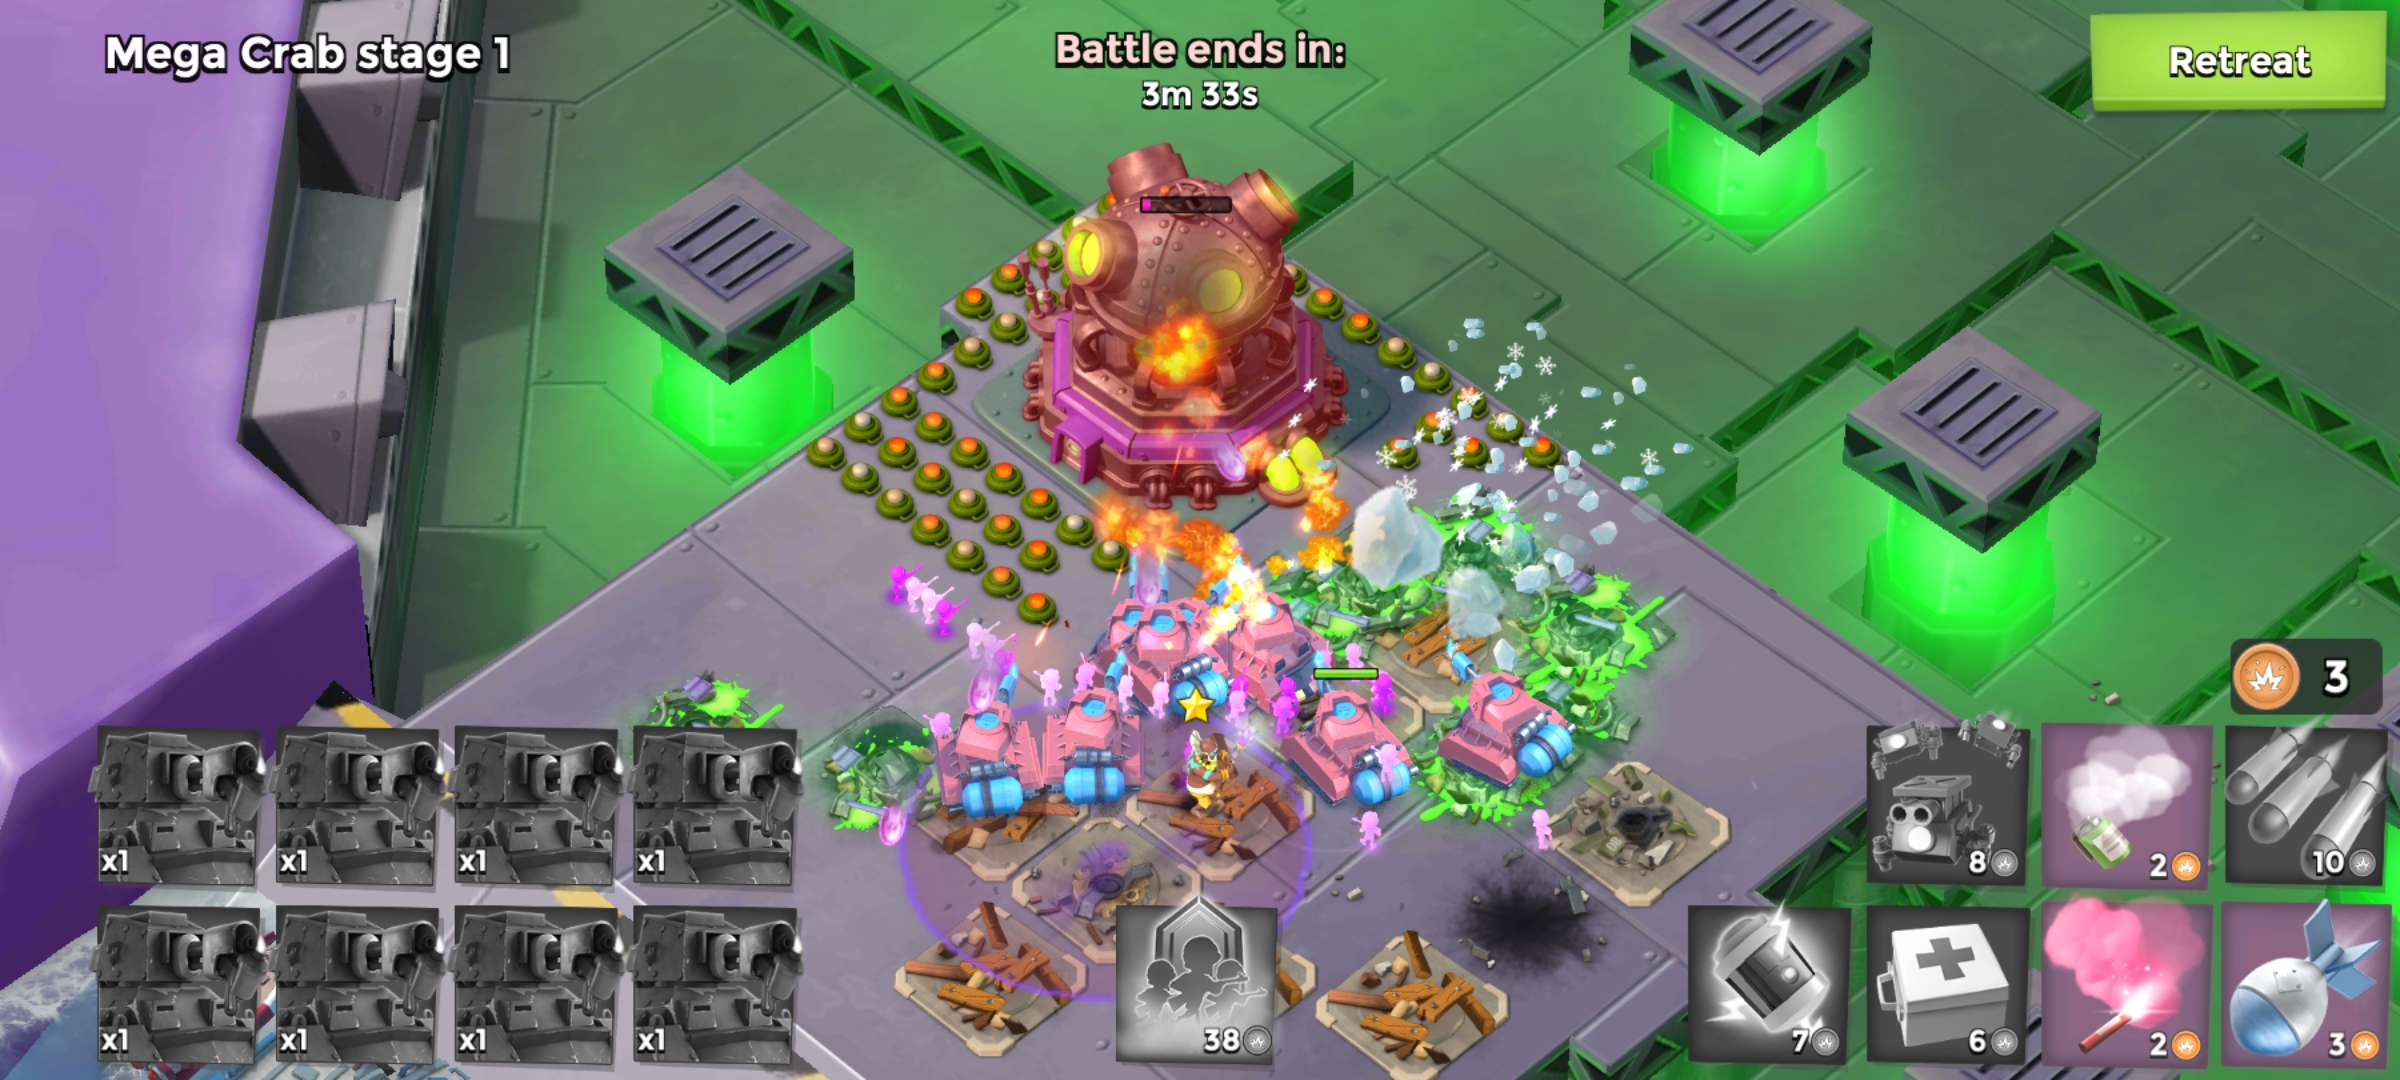 Mega Crab stage 1
Battle ends in:
3m 33s
Retreat
3
x1
x1
x1
x1
8
2
10
x1
x1
x1
x1
38
7
6
2
3